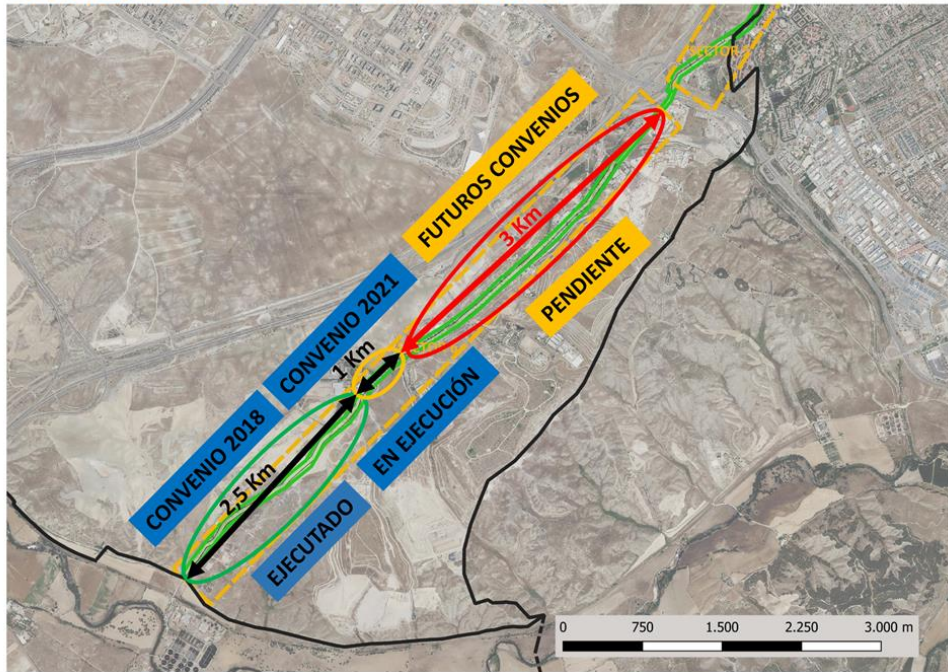 SECTOR
FUTUROS CONVENIOS
3 Km
PENDIENTE
CONVENIO 2021
1 Km
EN EJECUCIÓN
CONVENIO 2018
2,5 Km
EJECUTADO
0 750 1.500 2.250 3.000 m